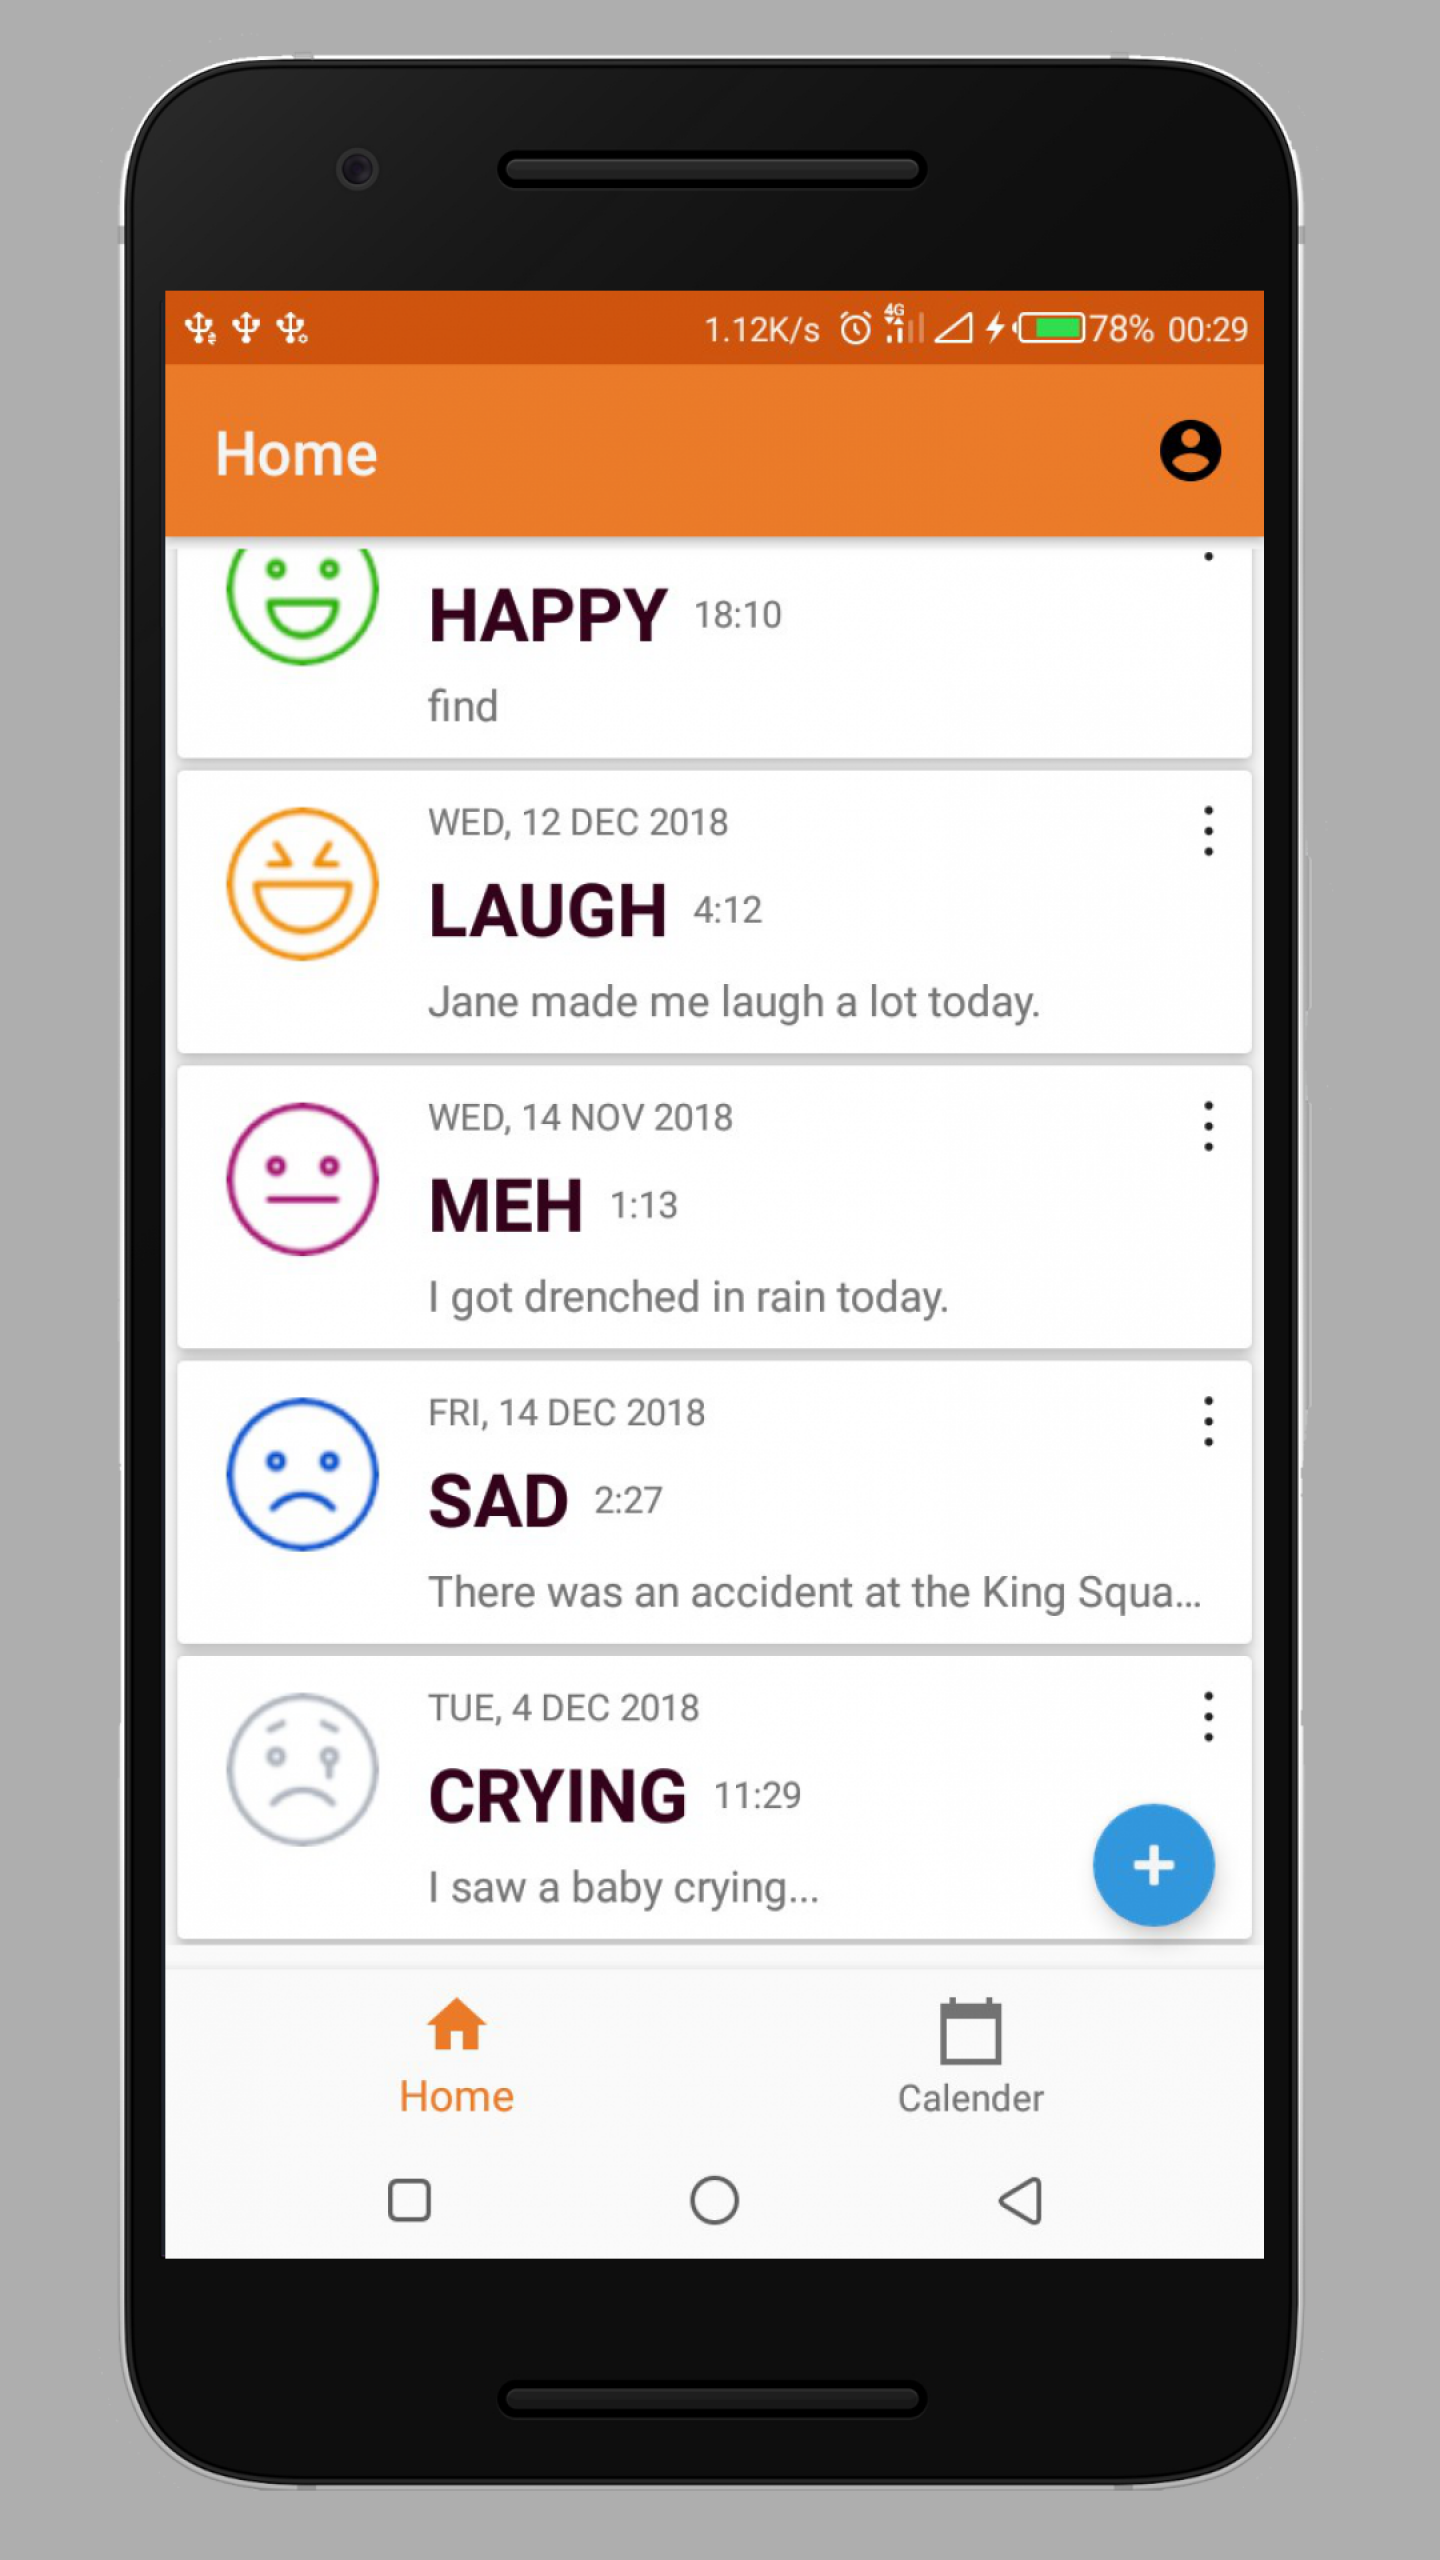 1.12K/s 4G 78% 00:29
Home
HAPPY 18:10
find
WED, 12 DEC 2018
LAUGH 4:12
Jane made me laugh a lot today.
WED, 14 NOV 2018
MEH 1:13
I got drenched in rain today.
FRI, 14 DEC 2018
SAD 2:27
There was an accident at the King Squa...
TUE, 4 DEC 2018
CRYING 11:29
I saw a baby crying...
Home
Calender